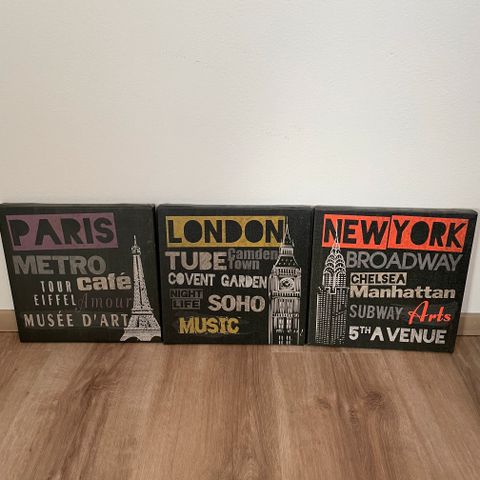 PARIS
METRO
Café
TOUR
EIFFEL Amour
MUSÉE D'ART
LONDON
TUBE Camden Town
COVENT GARDEN
NIGHT LIFE SOHO
MUSIC
NEW YORK
BROADWAY
CHELSEA
Manhattan
SUBWAY Arts
5TH AVENUE